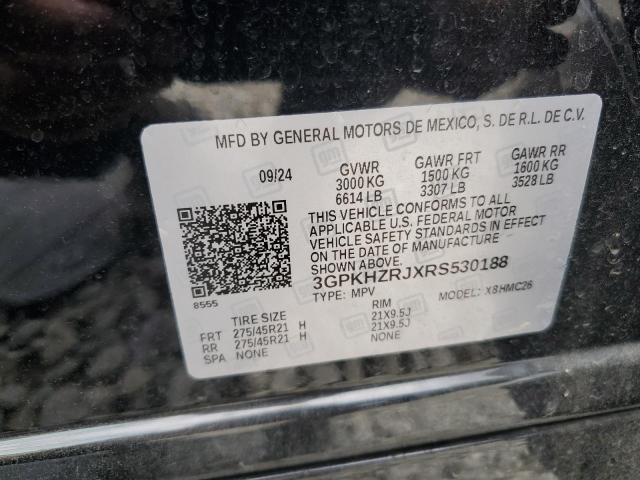 MFD BY GENERAL MOTORS DE MEXICO, S. DE R.L. DE C.V.
09/24 GVWR GAWR FRT GAWR RR
3000 KG 1500 KG 1600 KG
6614 LB 3307 LB 3528 LB
THIS VEHICLE CONFORMS TO ALL
APPLICABLE U.S. FEDERAL MOTOR
VEHICLE SAFETY STANDARDS IN EFFECT
ON THE DATE OF MANUFACTURE
SHOWN ABOVE.
3GPKHZRJXRS530188
8555
TYPE: MPV MODEL: X8HMC26
TIRE SIZE RIM
FRT 275/45R21 H 21X9.5J
RR 275/45R21 H 21X9.5J
SPA NONE NONE